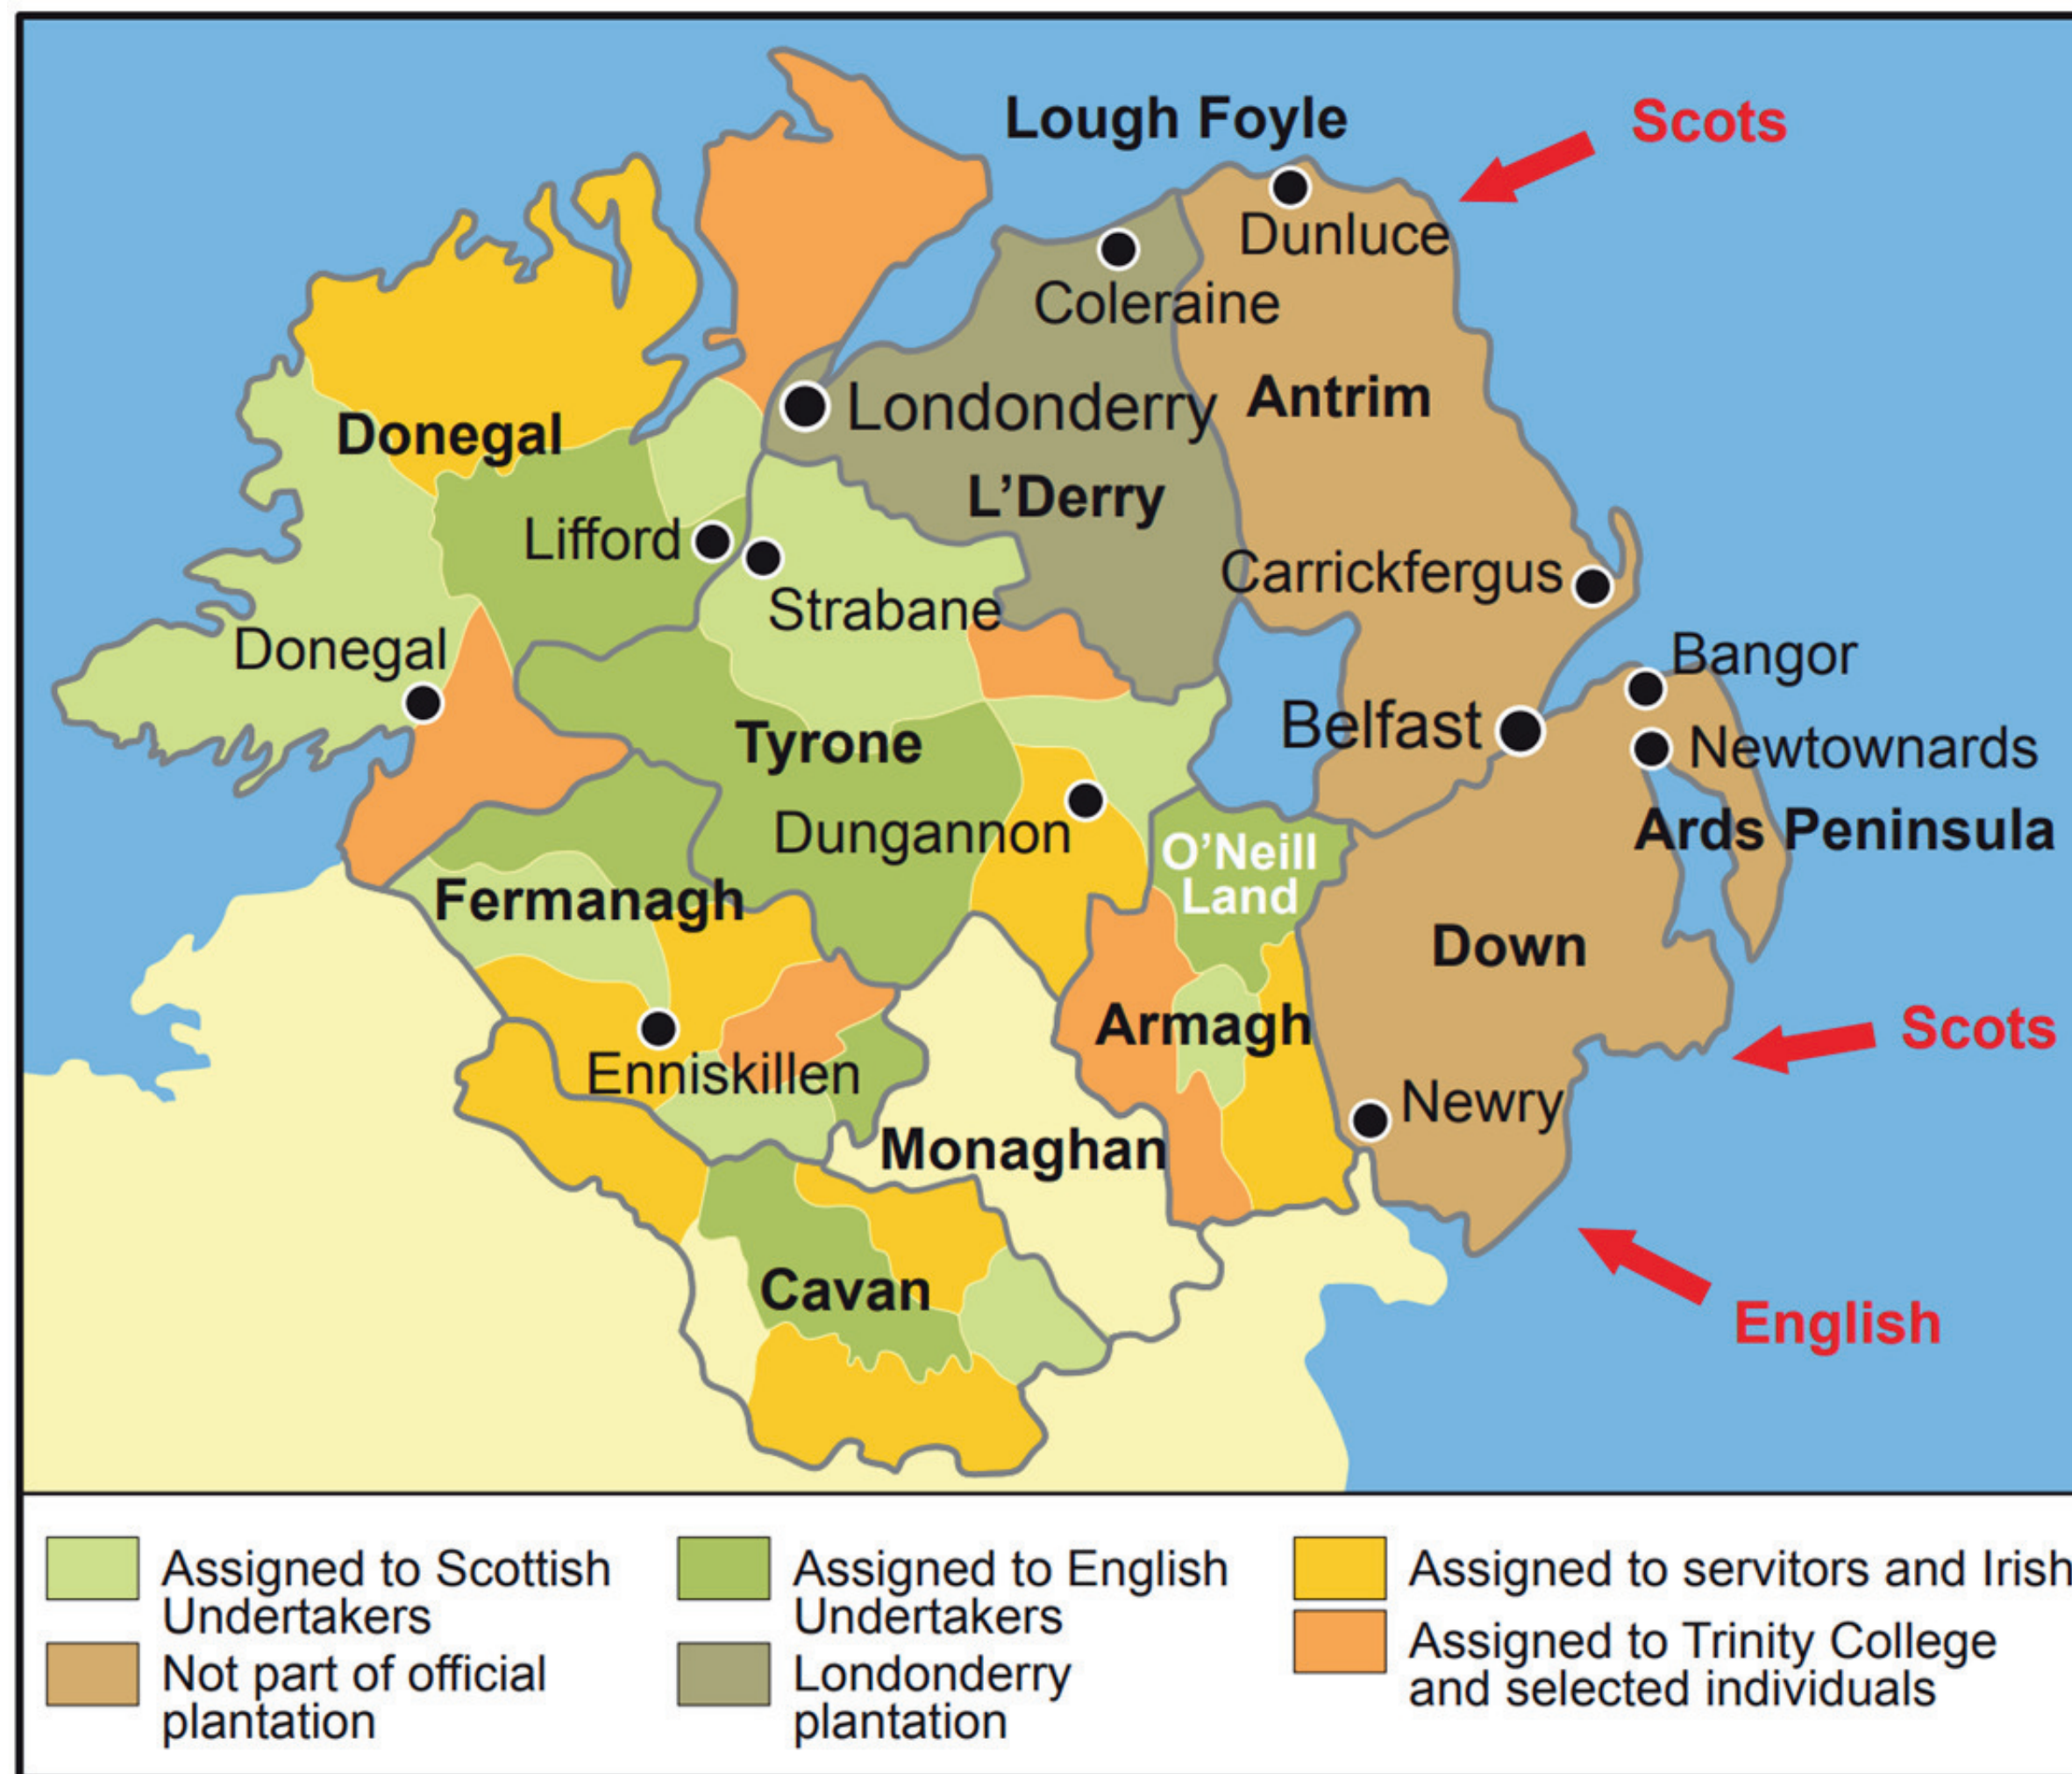 Lough Foyle
Scots
Dunluce
Coleraine
Londonderry
Antrim
Donegal
L'Derry
Lifford
Strabane
Carrickfergus
Donegal
Bangor
Belfast
Newtownards
Tyrone
Dungannon
Ards Peninsula
O'Neill
Land
Fermanagh
Down
Armagh
Scots
Enniskillen
Newry
Monaghan
Cavan
English
Assigned to Scottish
Undertakers
Not part of official
plantation
Assigned to English
Undertakers
Londonderry
plantation
Assigned to servitors and Irish
Assigned to Trinity College
and selected individuals